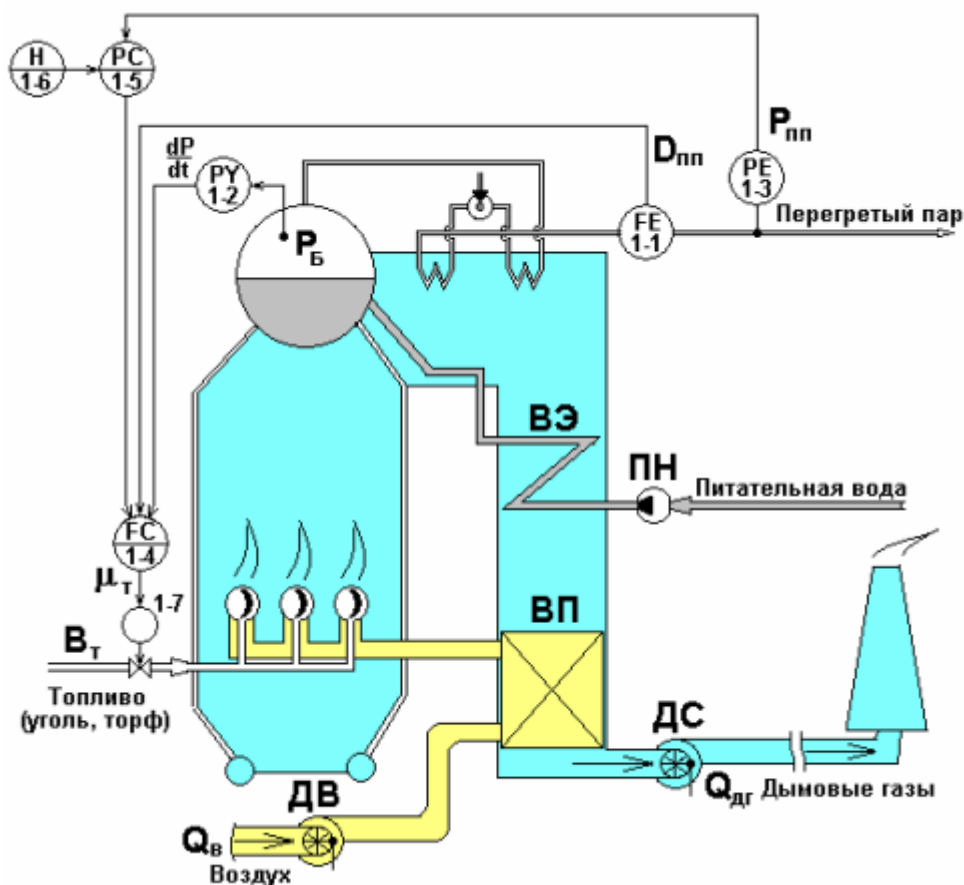 H
1-6
PC
1-5
Pпп
Dпп
dP
dt
PY
1-2
PE
1-3
FE
1-1
Перегретый пар
PБ
ВЭ
ПН
Питательная вода
FC
1-4
μт
1-7
ВП
Вт
Топливо
(уголь, торф)
ДС
ДВ
Qдг Дымовые газы
Qв
Воздух